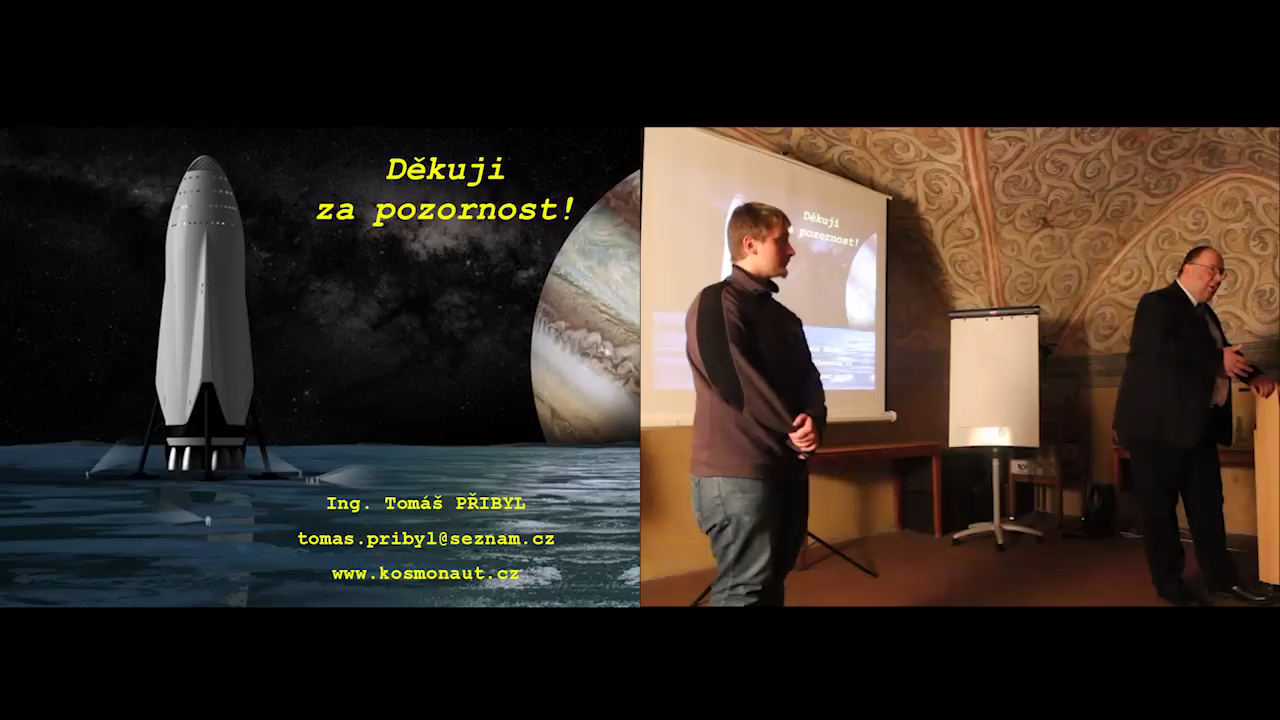 Děkuji
za pozornost!
Ing. Tomáš PŘIBYL
tomas.pribyl@seznam.cz
www.kosmonaut.cz
Děkuji
pozornost!